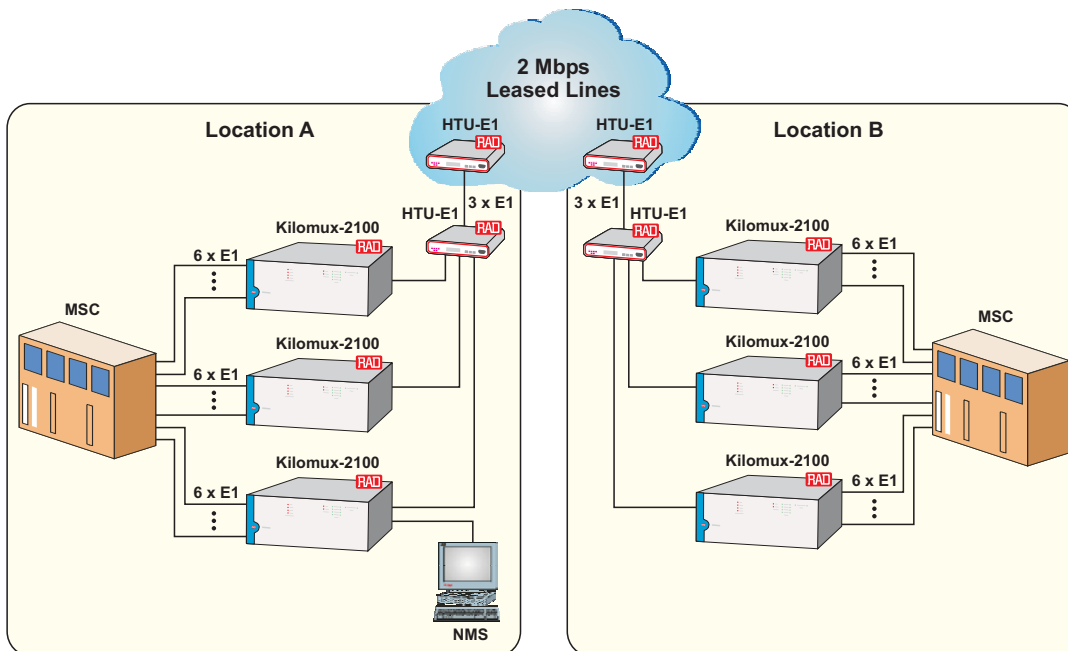 2 Mbps
Leased Lines
Location A
HTU-E1
RAD
HTU-E1
RAD
Location B
3 x E1
HTU-E1
RAD
3 x E1
HTU-E1
RAD
Kilomux-2100
RAD
6 x E1
MSC
Kilomux-2100
RAD
6 x E1
Kilomux-2100
RAD
6 x E1
NMS
Kilomux-2100
RAD
6 x E1
MSC
Kilomux-2100
RAD
6 x E1
Kilomux-2100
RAD
6 x E1